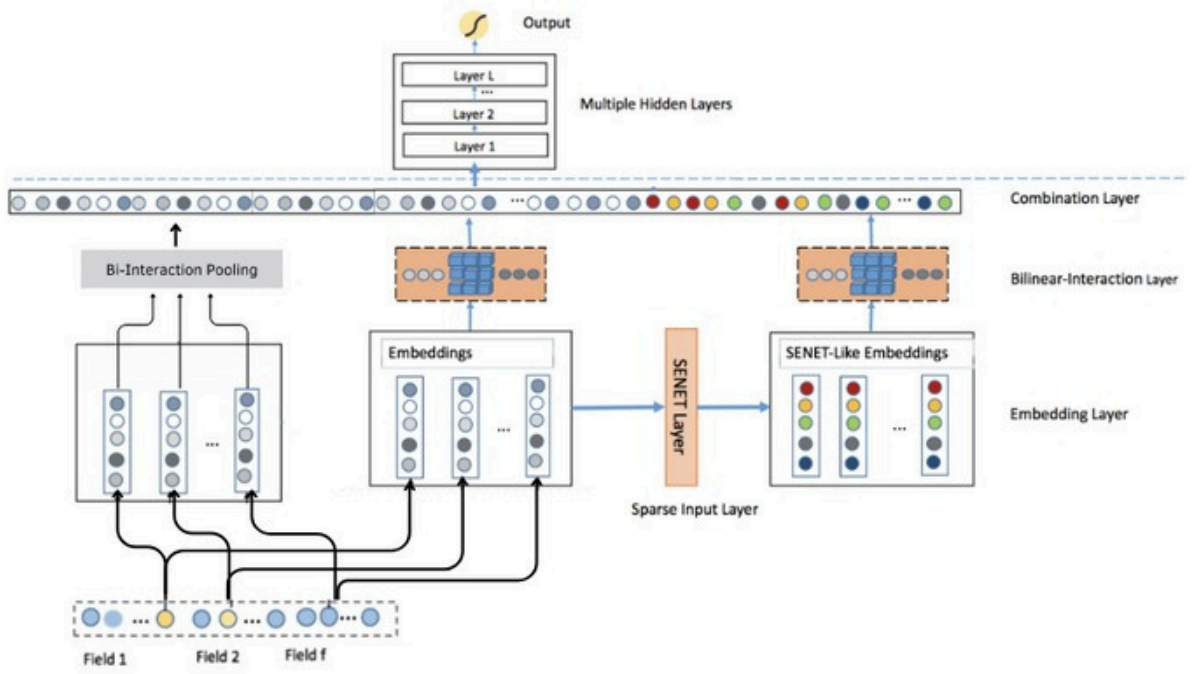 Output
Layer L
...
Layer 2
Multiple Hidden Layers
Layer 1
... ...
Combination Layer
Bi-Interaction Pooling
Bilinear-Interaction Layer
Embeddings
SENET Layer
SENET-Like Embeddings
Embedding Layer
... ... ...
Sparse Input Layer
... ... ...
Field 1 Field 2 Field f